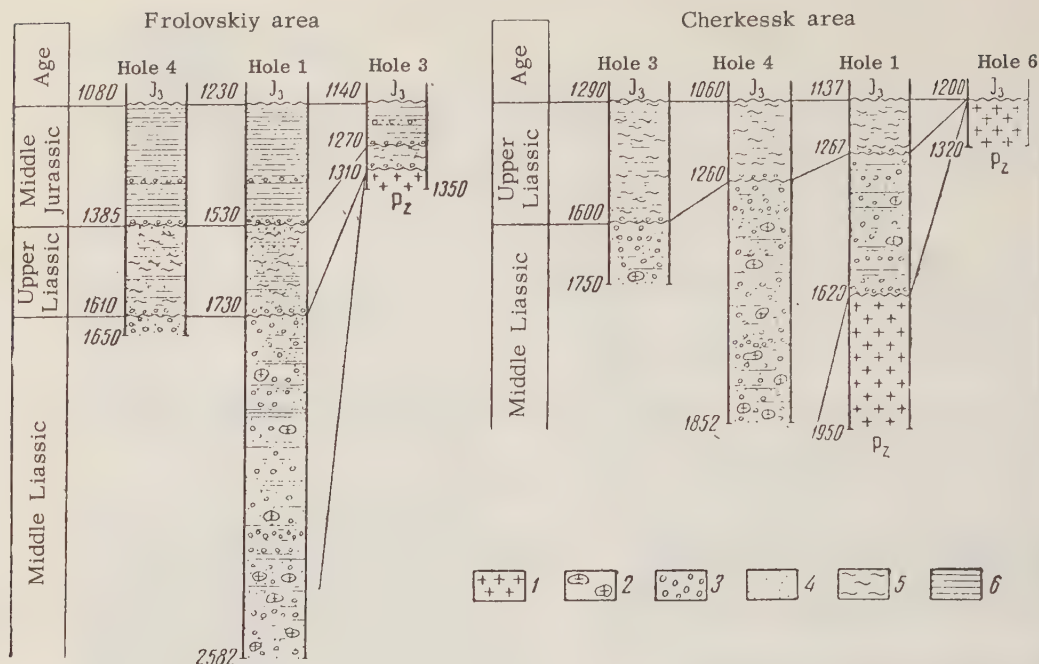 Frolovskiy area
Age
Hole 4
Hole 1
Hole 3
1080
J3
1230
J3
1140
J3
Middle Jurassic
1270
1310
1350
PZ
1385
1530
Upper Liassic
1610
1730
1650
Middle Liassic
2582
Cherkessk area
Age
Hole 3
Hole 4
Hole 1
Hole 6
1290
J3
1060
J3
1137
J3
1200
J3
Upper Liassic
1260
1267
1320
PZ
1600
Middle Liassic
1750
1620
1852
1950
PZ
1
2
3
4
5
6